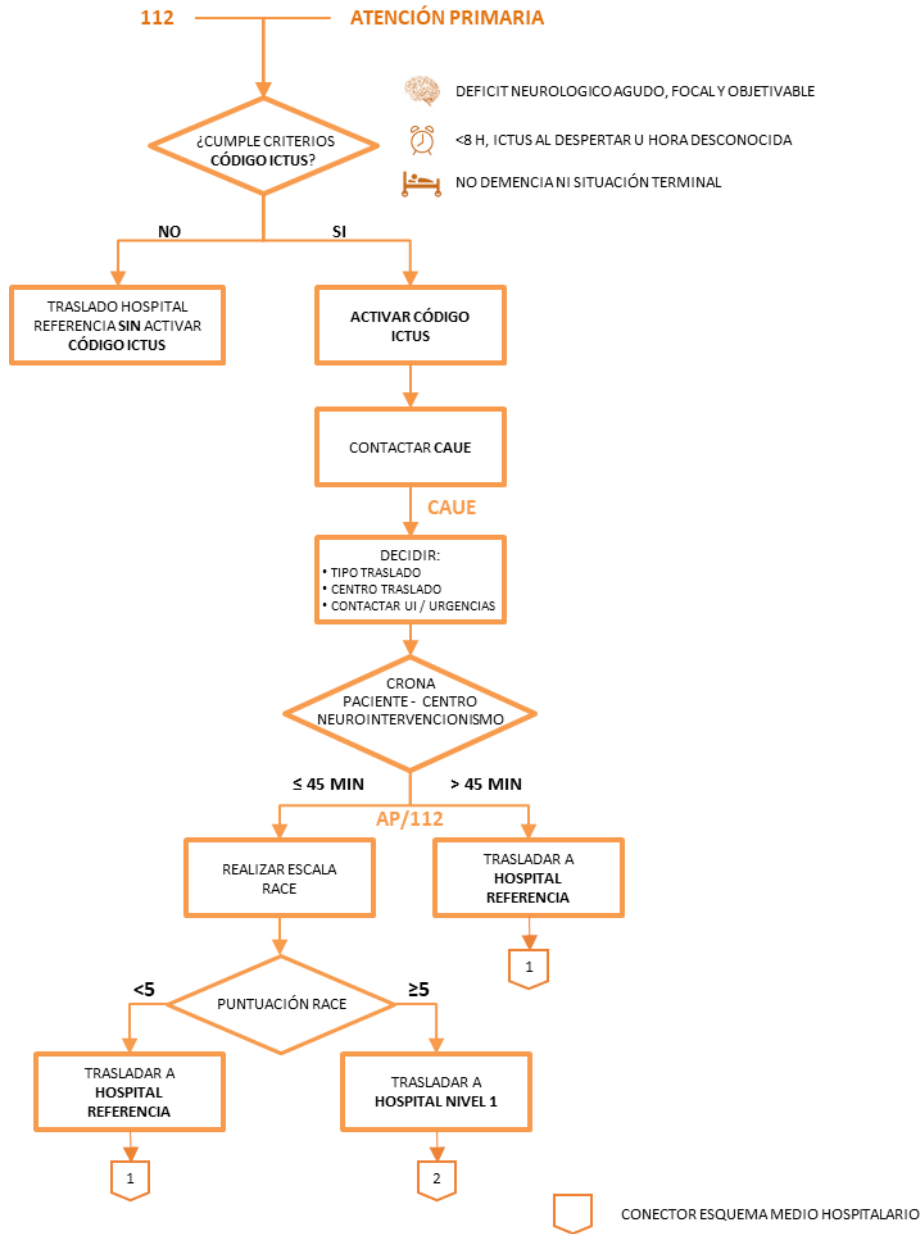 112
ATENCIÓN PRIMARIA
DEFICIT NEUROLOGICO AGUDO, FOCAL Y OBJETIVABLE
¿CUMPLE CRITERIOS
CÓDIGO ICTUS?
<8 H, ICTUS AL DESPERTAR U HORA DESCONOCIDA
NO DEMENCIA NI SITUACIÓN TERMINAL
NO
SI
TRASLADO HOSPITAL
REFERENCIA SIN ACTIVAR
CÓDIGO ICTUS
ACTIVAR CÓDIGO
ICTUS
CONTACTAR CAUE
CAUE
DECIDIR:
• TIPO TRASLADO
• CENTRO TRASLADO
• CONTACTAR UI / URGENCIAS
CRONA
PACIENTE - CENTRO
NEUROINTERVENCIONISMO
≤ 45 MIN
> 45 MIN
AP/112
REALIZAR ESCALA
RACE
TRASLADAR A
HOSPITAL
REFERENCIA
1
<5
PUNTUACIÓN RACE
≥5
TRASLADAR A
HOSPITAL
REFERENCIA
TRASLADAR A
HOSPITAL NIVEL 1
1
2
CONECTOR ESQUEMA MEDIO HOSPITALARIO